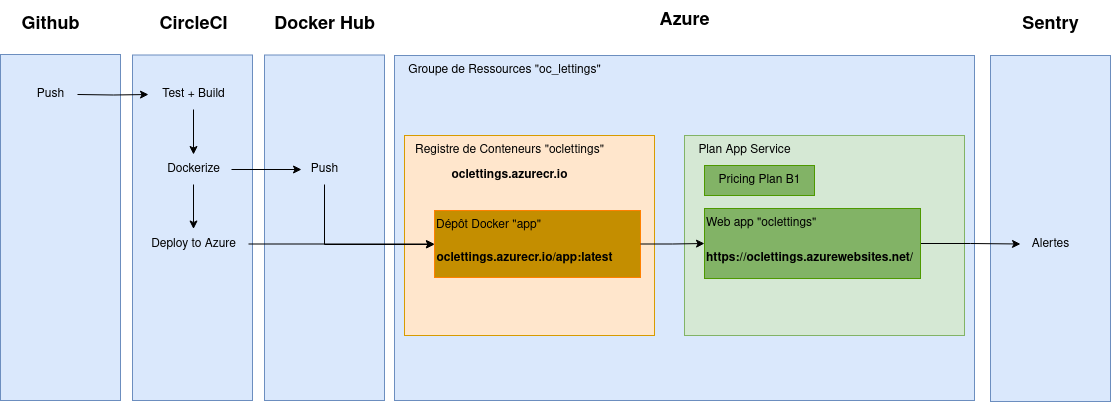 Github
CircleCI
Docker Hub
Azure
Sentry
Groupe de Ressources "oc_lettings"
Push
Test + Build
Dockerize
Push
Deploy to Azure
Registre de Conteneurs "oclettings"
oclettings.azurecr.io
Dépôt Docker "app"
oclettings.azurecr.io/app:latest
Plan App Service
Pricing Plan B1
Web app "oclettings"
https://oclettings.azurewebsites.net/
Alertes